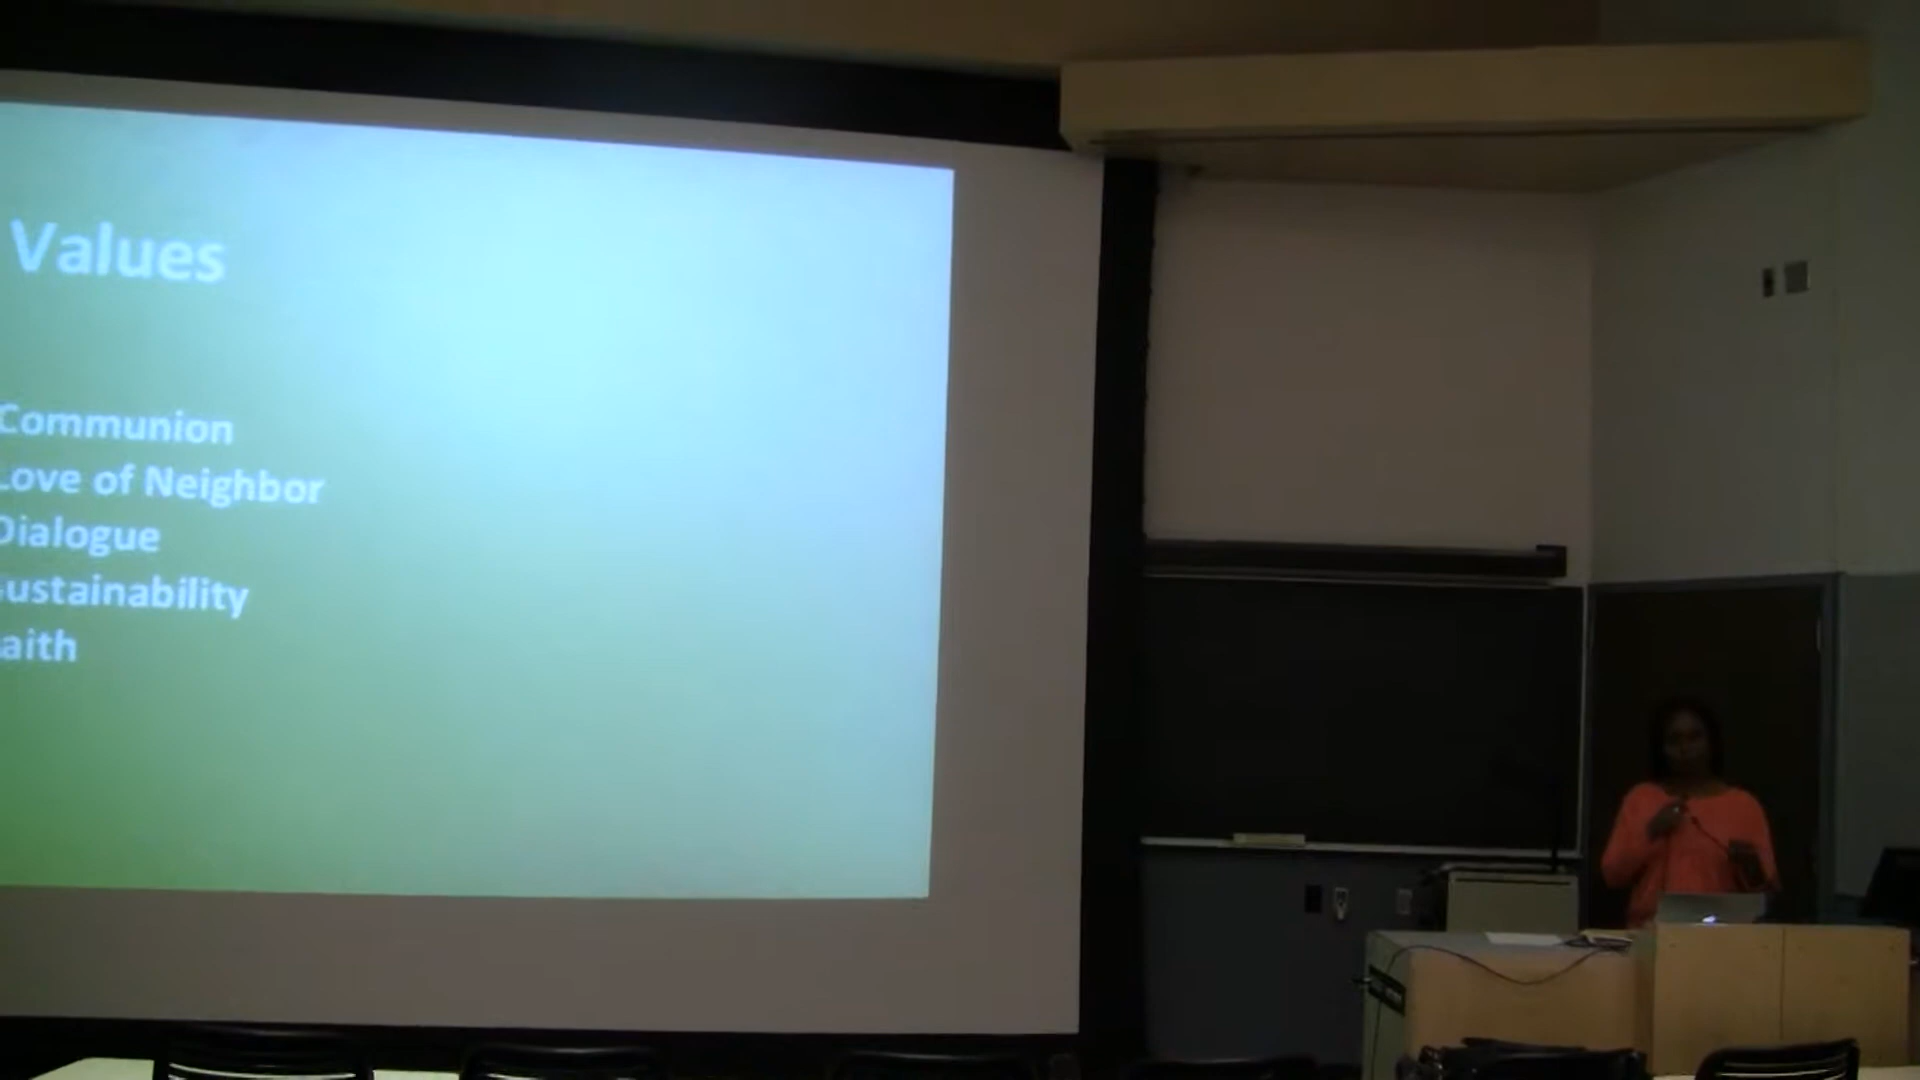 Values
Communion
Love of Neighbor
Dialogue
ustainability
aith